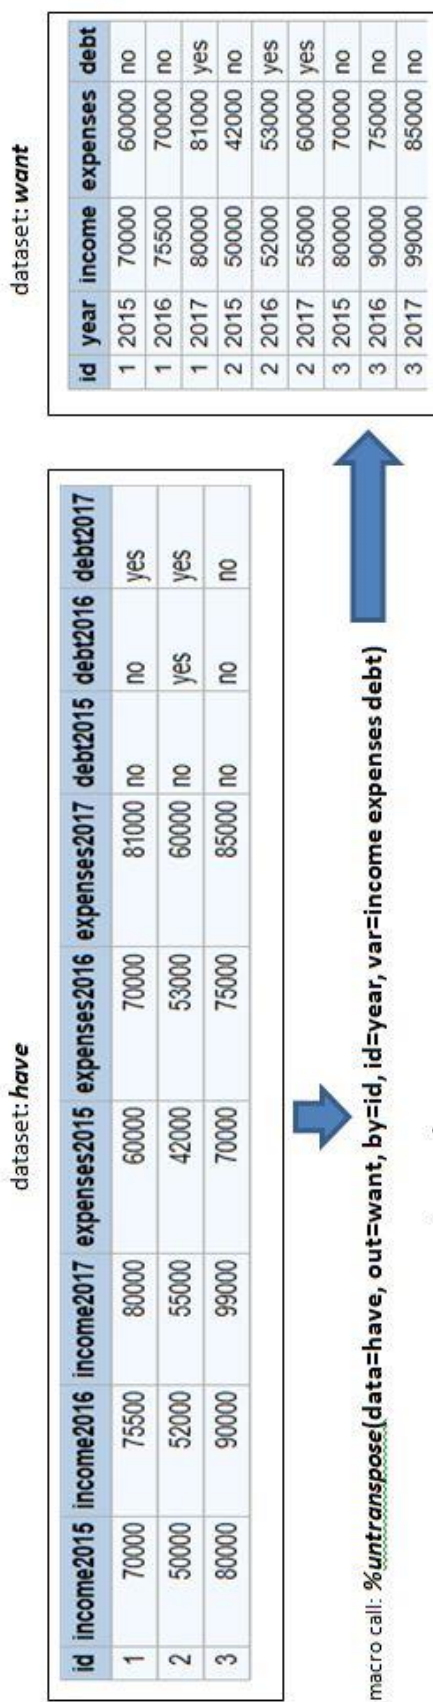 dataset: have
id income2015 income2016 income2017 expenses2015 expenses2016 expenses2017 debt2015 debt2016 debt2017
1 70000 75500 80000 60000 70000 81000 no no yes
2 50000 52000 55000 42000 53000 60000 no yes yes
3 80000 90000 99000 70000 75000 85000 no no no
macro call: %untranspose(data=have, out=want, by=id, id=year, var=income expenses debt)
dataset: want
id year income expenses debt
1 2015 70000 60000 no
1 2016 75500 70000 no
1 2017 80000 81000 yes
2 2015 50000 42000 no
2 2016 52000 53000 yes
2 2017 55000 60000 yes
3 2015 80000 70000 no
3 2016 90000 75000 no
3 2017 99000 85000 no